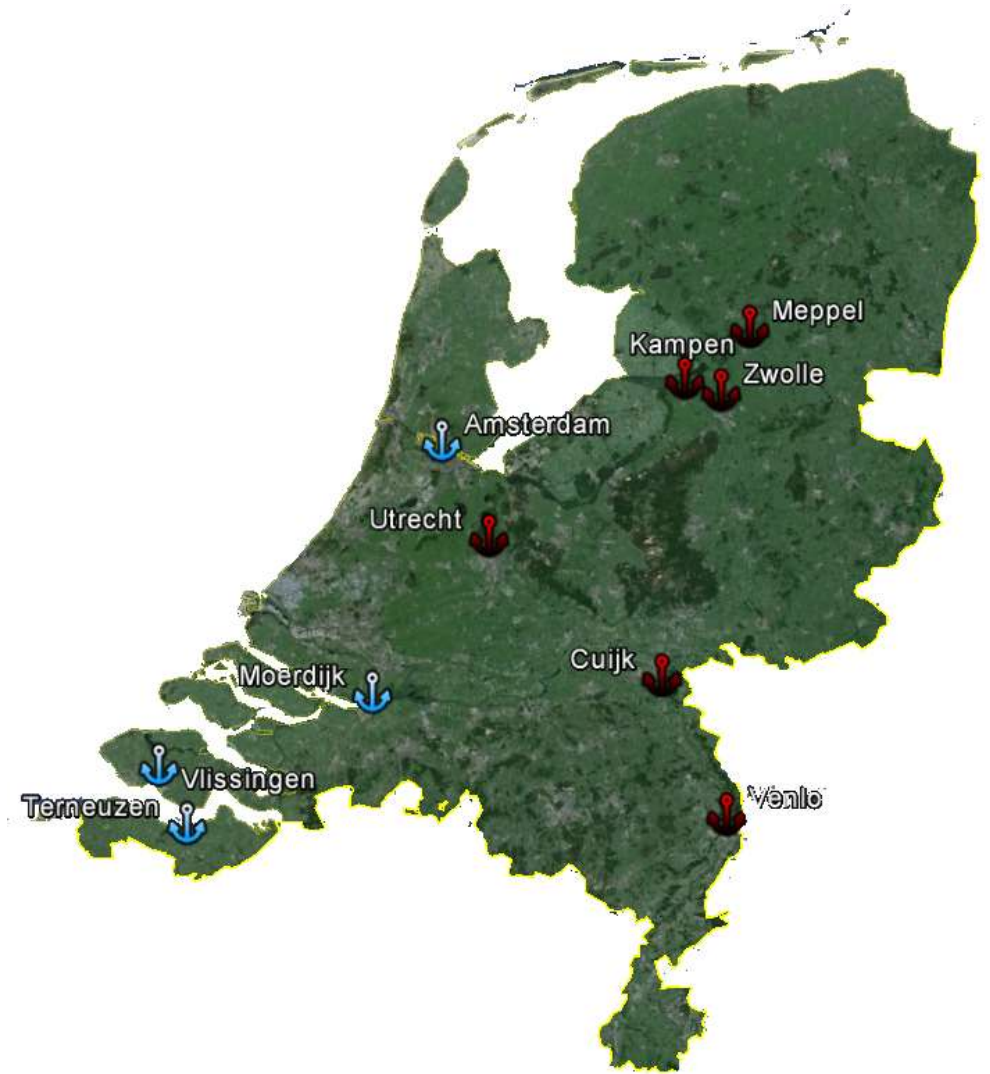 Meppel
Kampen
Zwolle
Amsterdam
Utrecht
Cuijk
Moerdijk
Vlissingen
Terneuzen
Venlo